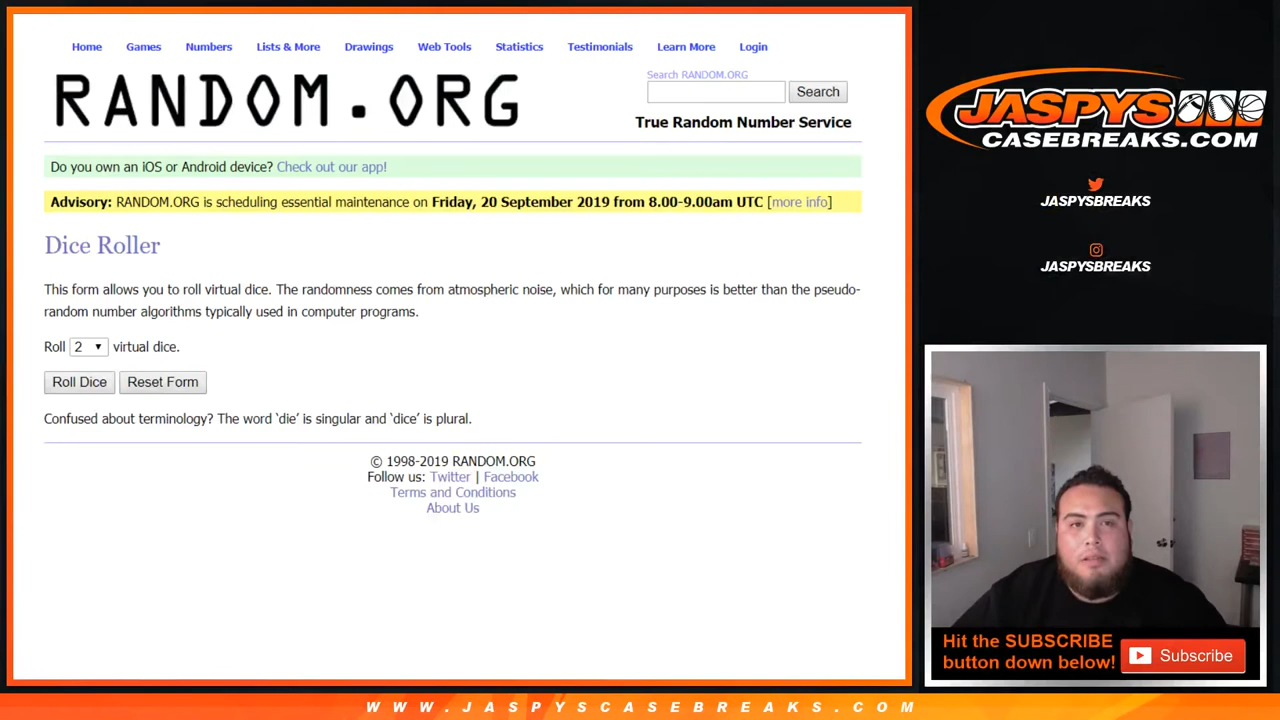 Home Games Numbers Lists & More Drawings Web Tools Statistics Testimonials Learn More Login
RANDOM.ORG
Search RANDOM.ORG
Search
True Random Number Service
Do you own an iOS or Android device? Check out our app!
Advisory: RANDOM.ORG is scheduling essential maintenance on Friday, 20 September 2019 from 8.00-9.00am UTC [more info]
Dice Roller
This form allows you to roll virtual dice. The randomness comes from atmospheric noise, which for many purposes is better than the pseudo-
random number algorithms typically used in computer programs.
Roll 2 virtual dice.
Roll Dice Reset Form
Confused about terminology? The word ‘die’ is singular and ‘dice’ is plural.
© 1998-2019 RANDOM.ORG
Follow us: Twitter | Facebook
Terms and Conditions
About Us
JASPYS
CASEBREAKS.COM
JASPYSBREAKS
JASPYSBREAKS
Hit the SUBSCRIBE
button down below!
Subscribe
WWW.JASPYSCASEBREAKS.COM